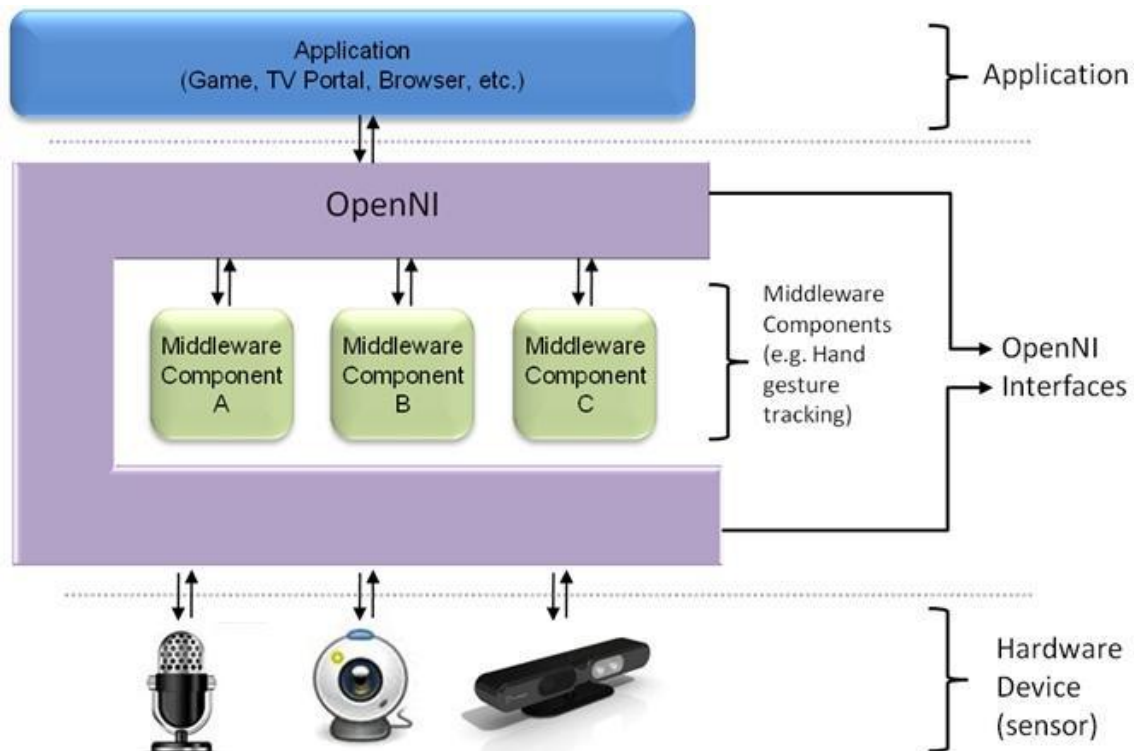 Application
(Game, TV Portal, Browser, etc.)
Application
OpenNI
Middleware
Component
A
Middleware
Component
B
Middleware
Component
C
Middleware
Components
(e.g. Hand
gesture
tracking)
OpenNI
Interfaces
Hardware
Device
(sensor)